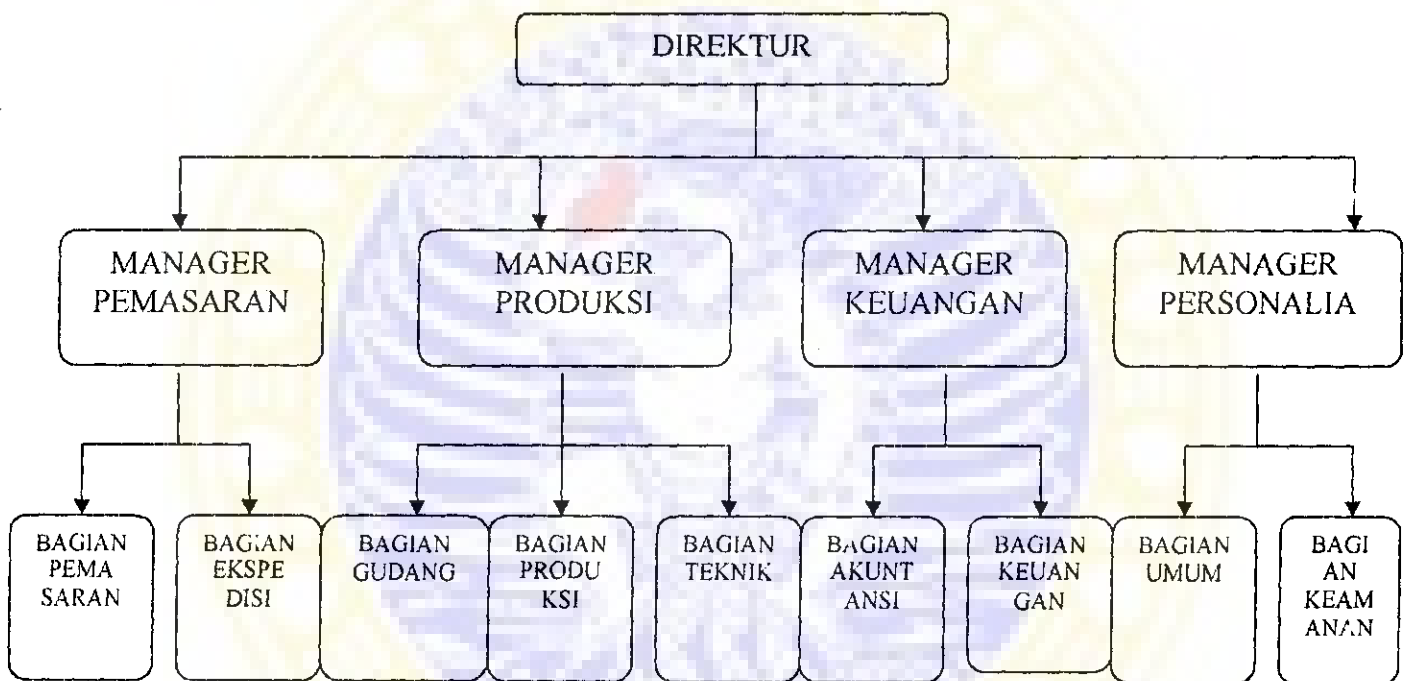 DIREKTUR
MANAGER
PEMASARAN
MANAGER
PRODUKSI
MANAGER
KEUANGAN
MANAGER
PERSONALIA
BAGIAN
PEMA
SARAN
BAGIAN
EKSPE
DISI
BAGIAN
GUDANG
BAGIAN
PRODU
KSI
BAGIAN
TEKNIK
BAGIAN
AKUNT
ANSI
BAGIAN
KEUAN
GAN
BAGIAN
UMUM
BAGI
AN
KEAM
ANAN